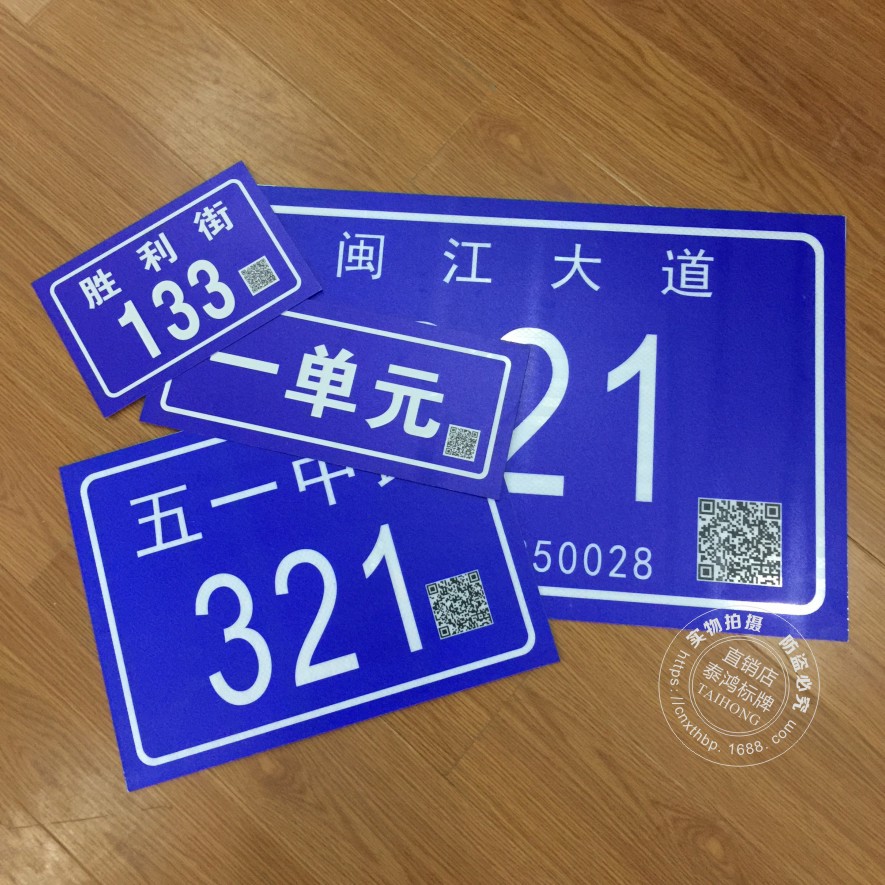 胜利街
133
闽江大道
21
50028
一单元
五一中
321
实物拍摄 防盗必究
直销店
泰鸿标牌
TAIHONG
https://cnxthbp.1688.com